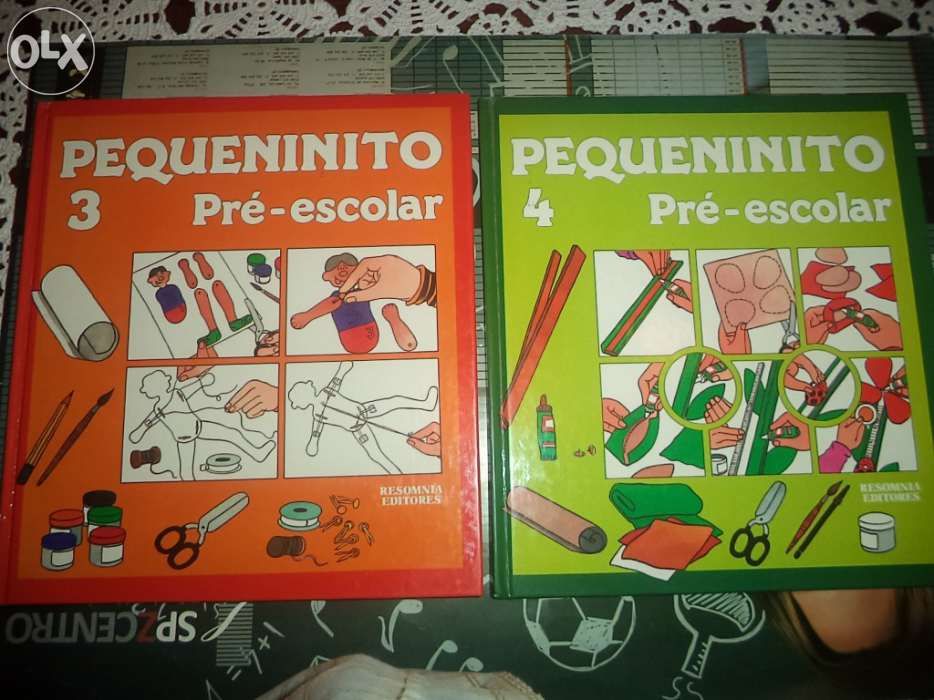 OLX
PEQUENINITO
3 Pré-escolar
RESOMNIA
EDITORES
PEQUENINITO
4 Pré-escolar
RESOMNIA
EDITORES
SPZCENTRO